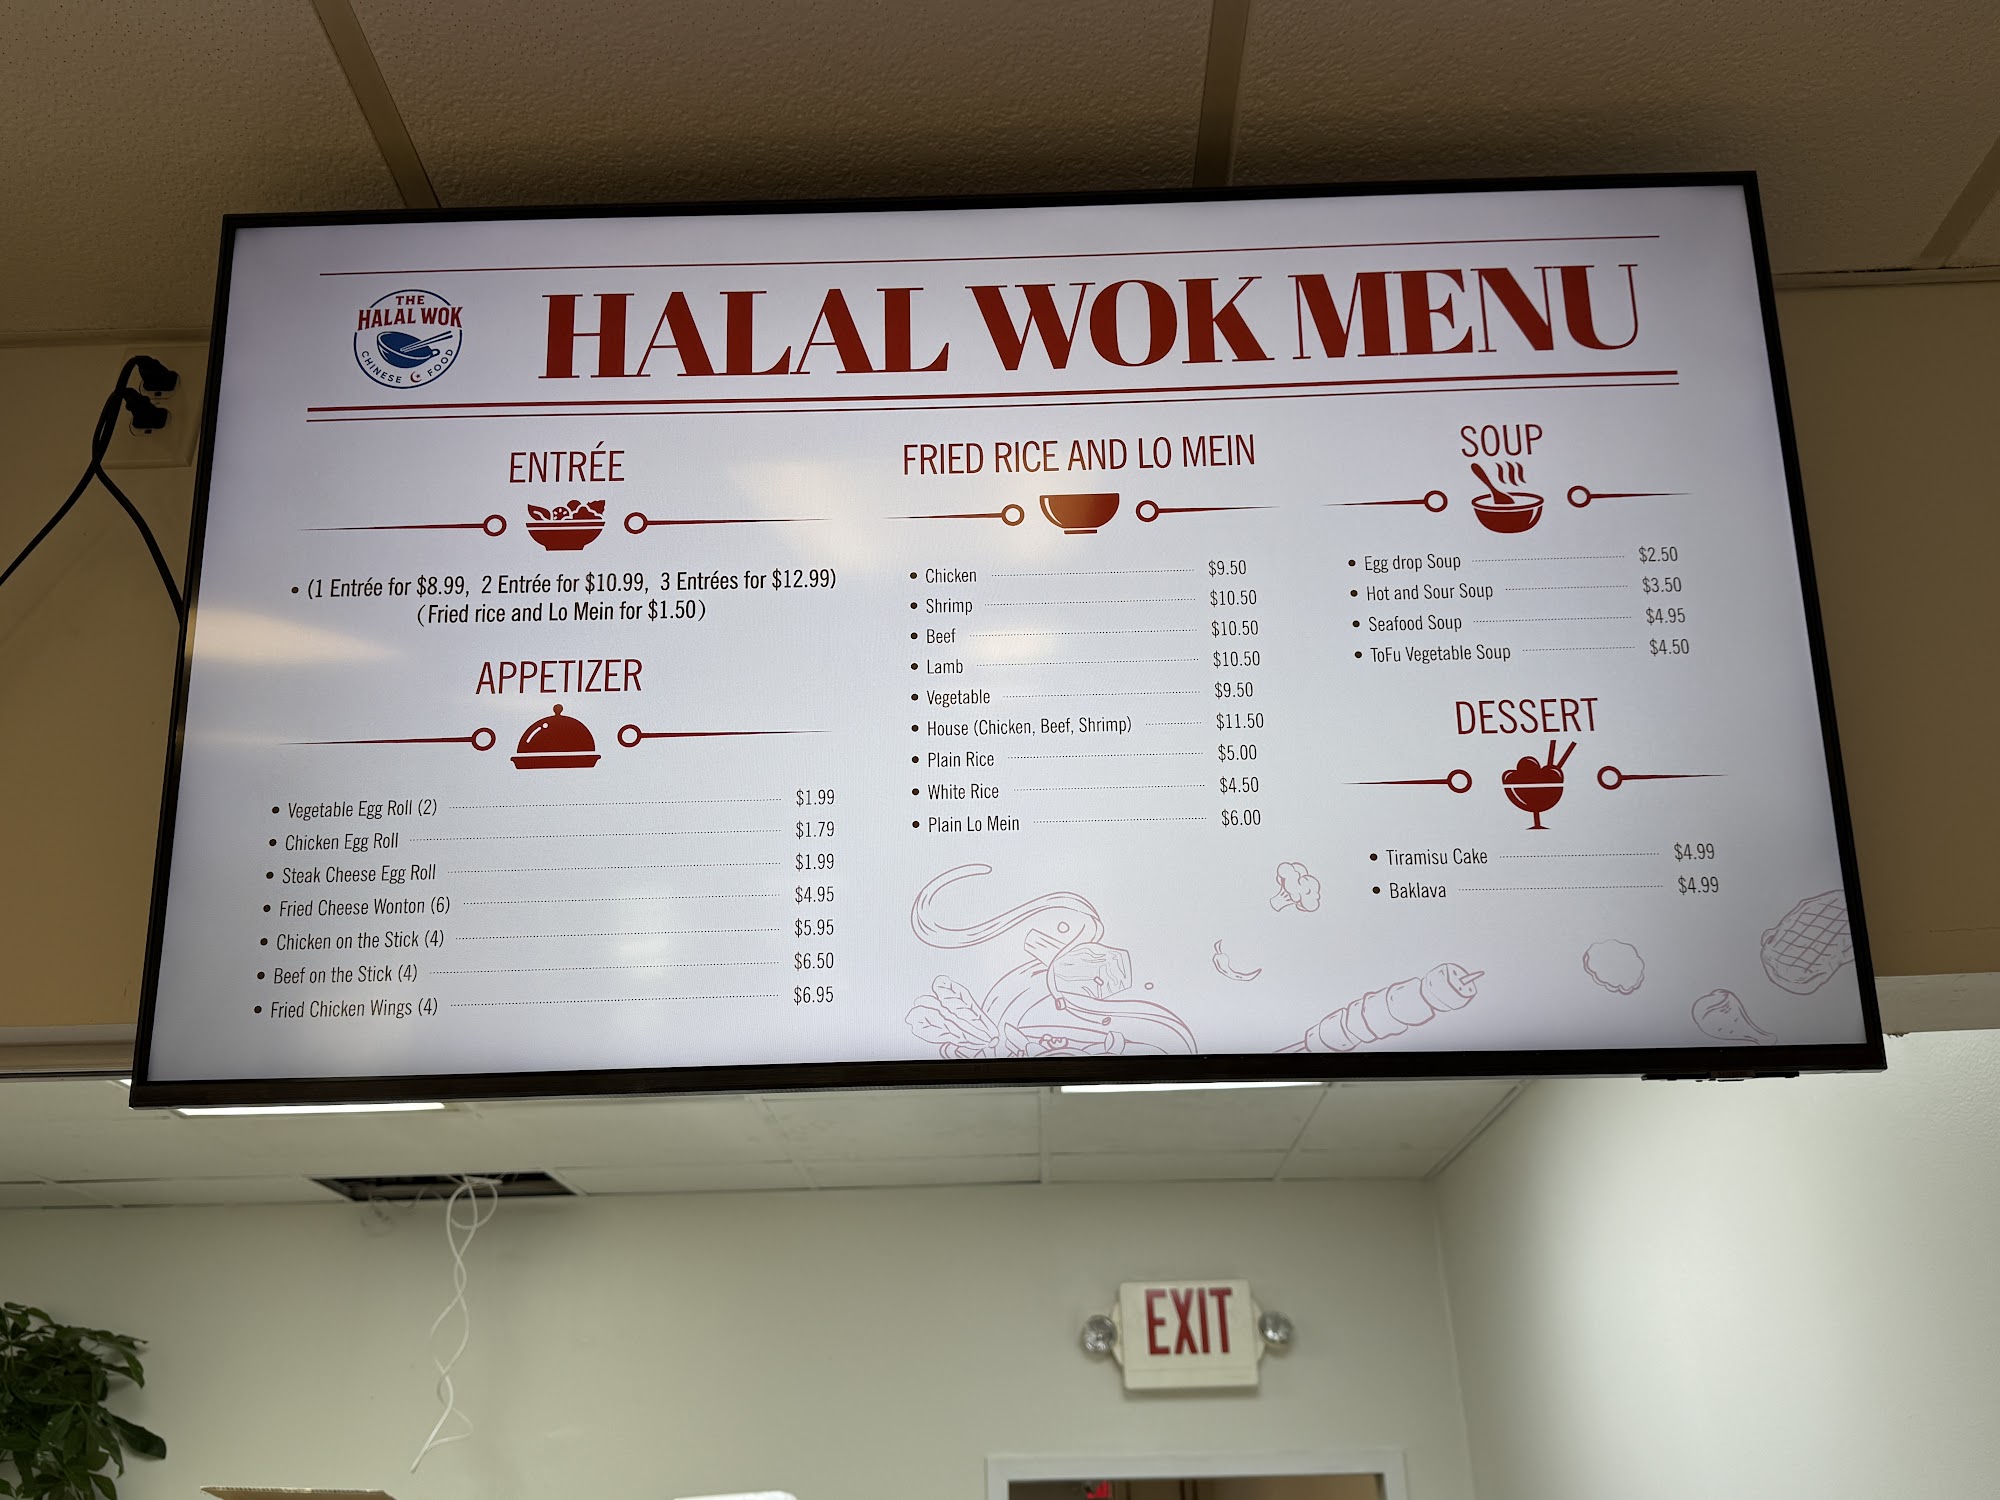 THE
HALAL WOK
CHINESE FOOD
HALAL WOK MENU
ENTRÉE
• (1 Entrée for $8.99, 2 Entrée for $10.99, 3 Entrées for $12.99)
(Fried rice and Lo Mein for $1.50)
APPETIZER
• Vegetable Egg Roll (2) $1.99
• Chicken Egg Roll $1.79
• Steak Cheese Egg Roll $1.99
• Fried Cheese Wonton (6) $4.95
• Chicken on the Stick (4) $5.95
• Beef on the Stick (4) $6.50
• Fried Chicken Wings (4) $6.95
FRIED RICE AND LO MEIN
• Chicken $9.50
• Shrimp $10.50
• Beef $10.50
• Lamb $10.50
• Vegetable $9.50
• House (Chicken, Beef, Shrimp) $11.50
• Plain Rice $5.00
• White Rice $4.50
• Plain Lo Mein $6.00
SOUP
• Egg drop Soup $2.50
• Hot and Sour Soup $3.50
• Seafood Soup $4.95
• ToFu Vegetable Soup $4.50
DESSERT
• Tiramisu Cake $4.99
• Baklava $4.99
EXIT